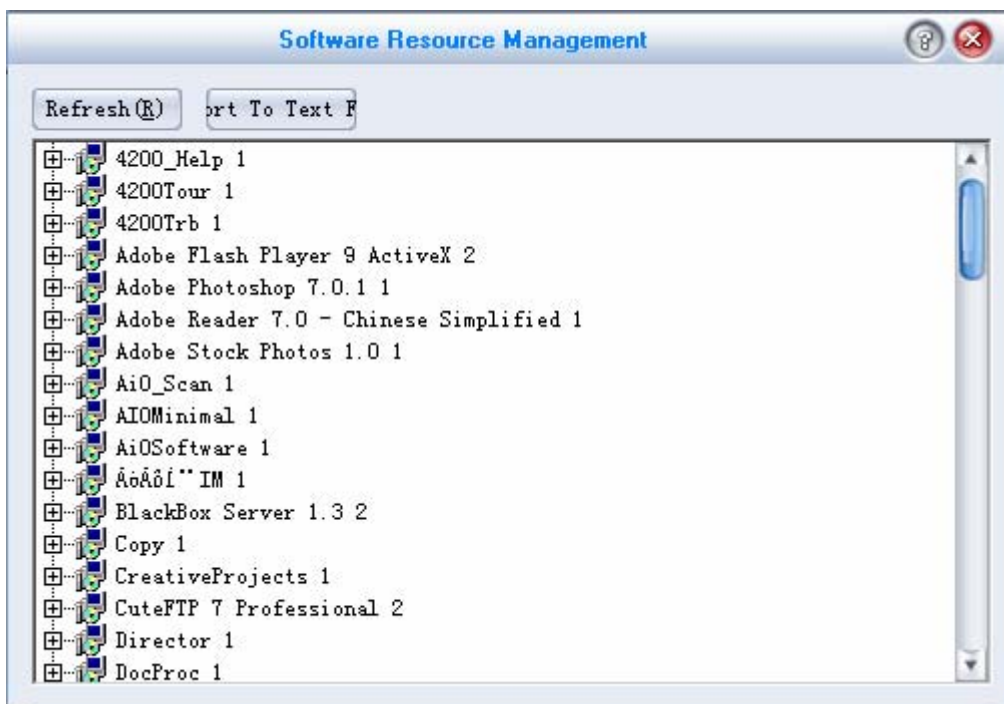 Software Resource Management
Refresh(R)
ort To Text F
4200_Help 1
4200Tour 1
4200Trb 1
Adobe Flash Player 9 ActiveX 2
Adobe Photoshop 7.0.1 1
Adobe Reader 7.0 - Chinese Simplified 1
Adobe Stock Photos 1.0 1
AiO_Scan 1
AIOMinimal 1
AiOSoftware 1
IM 1
BlackBox Server 1.3 2
Copy 1
CreativeProjects 1
CuteFTP 7 Professional 2
Director 1
DocProc 1